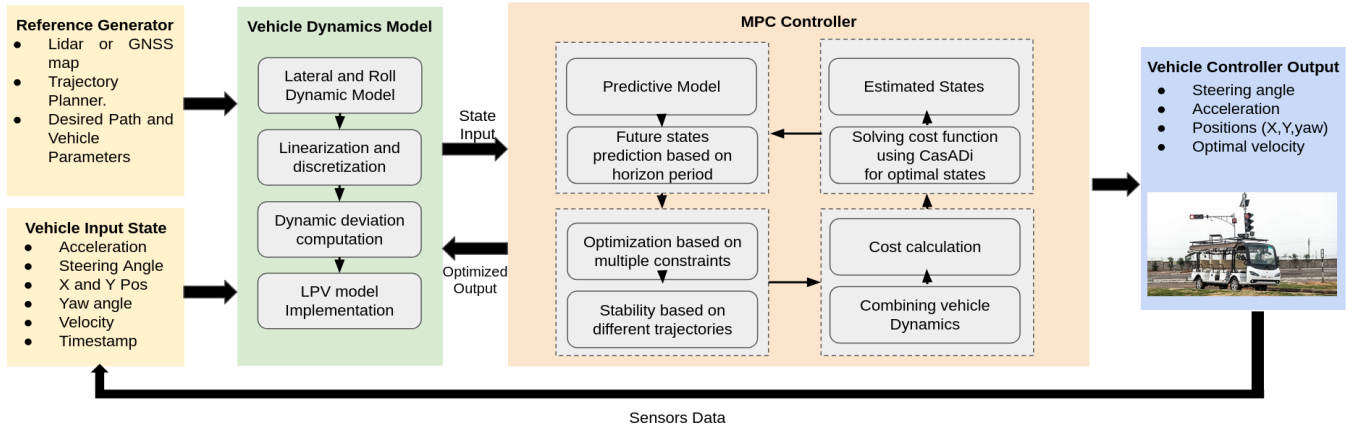 Reference Generator
● Lidar or GNSS
map
● Trajectory
Planner.
● Desired Path and
Vehicle
Parameters
Vehicle Input State
● Acceleration
● Steering Angle
● X and Y Pos
● Yaw angle
● Velocity
● Timestamp
Vehicle Dynamics Model
Lateral and Roll
Dynamic Model
Linearization and
discretization
Dynamic deviation
computation
LPV model
Implementation
State
Input
Optimized
Output
MPC Controller
Predictive Model
Future states
prediction based on
horizon period
Optimization based on
multiple constraints
Stability based on
different trajectories
Estimated States
Solving cost function
using CasADi
for optimal states
Cost calculation
Combining vehicle
Dynamics
Vehicle Controller Output
● Steering angle
● Acceleration
● Positions (X,Y,yaw)
● Optimal velocity
Sensors Data